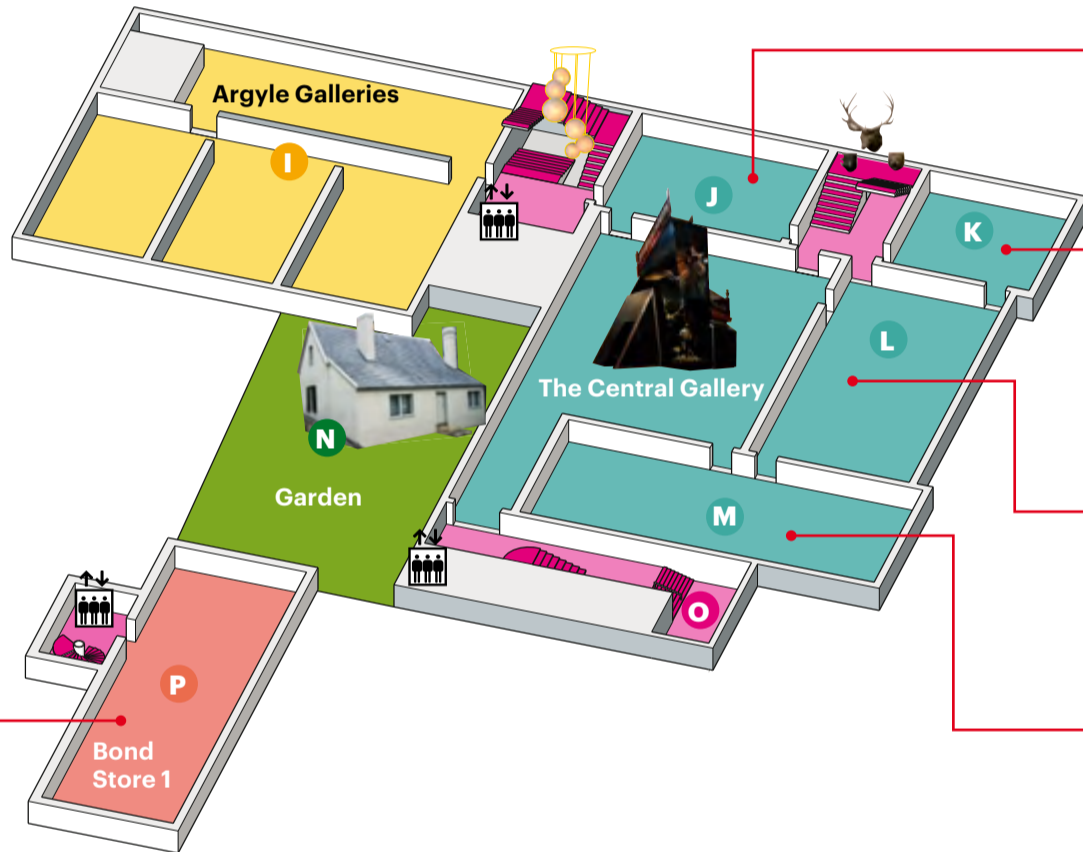 Argyle Galleries
I
J
K
L
The Central Gallery
N
Garden
M
O
P
Bond
Store 1